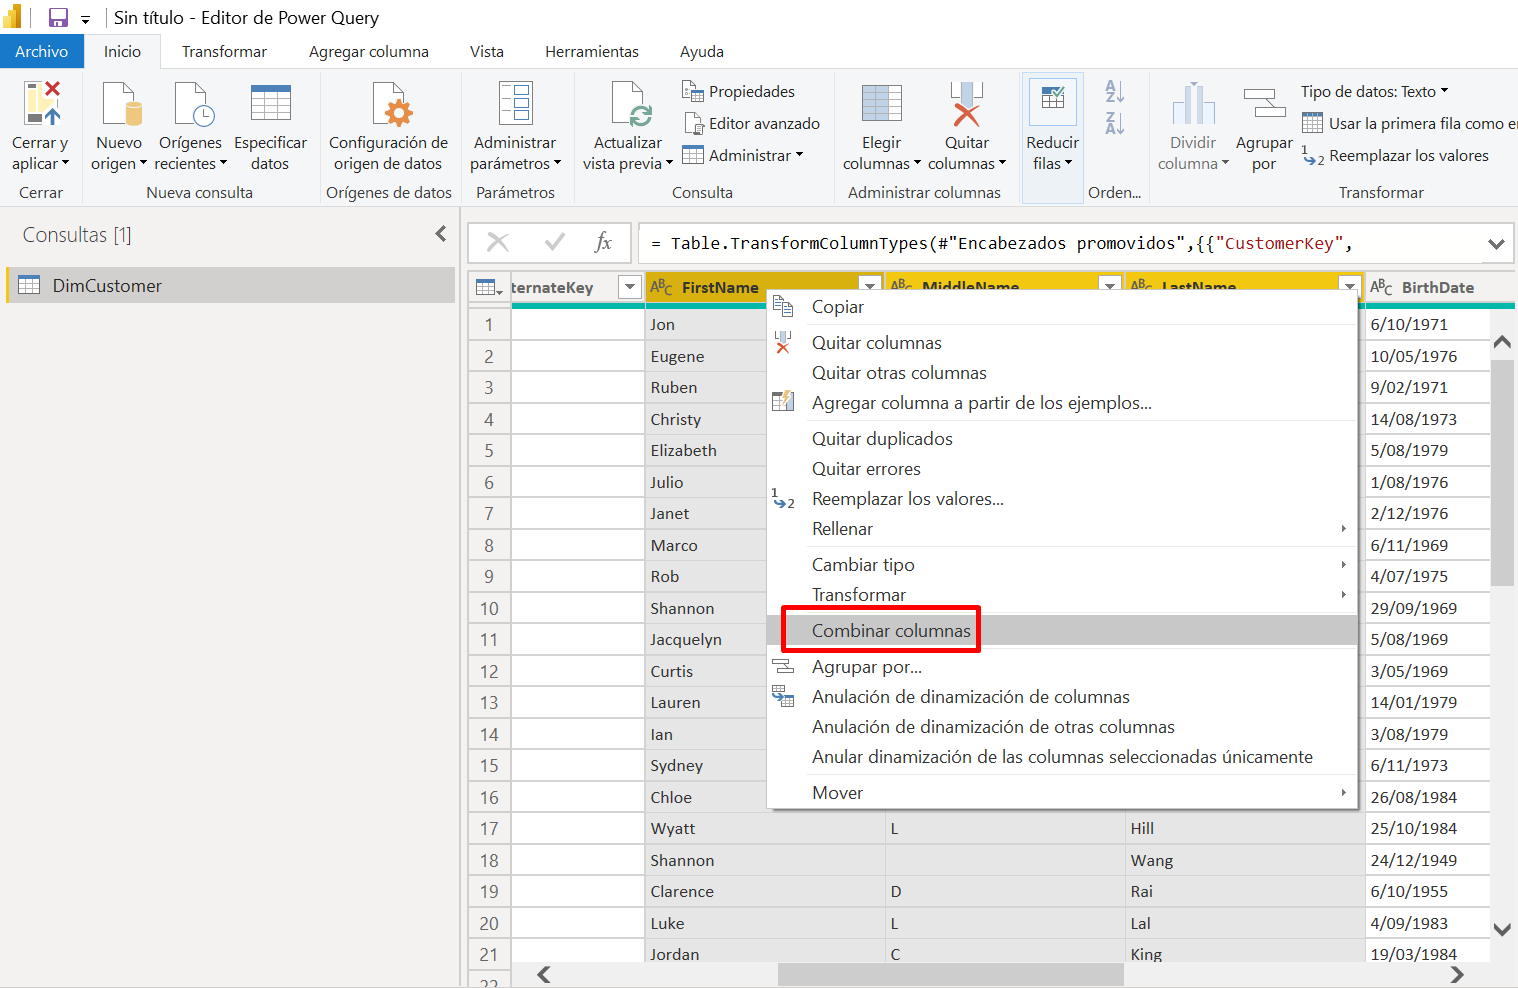 Sin título - Editor de Power Query
Archivo Inicio Transformar Agregar columna Vista Herramientas Ayuda
Cerrar y aplicar
Nuevo origen
Orígenes recientes
Especificar datos
Configuración de origen de datos
Administrar parámetros
Actualizar vista previa
Propiedades
Editor avanzado
Administrar
Elegir columnas
Quitar columnas
Reducir filas
Dividir columna
Agrupar por
Tipo de datos: Texto
Usar la primera fila como
Reemplazar los valores
Cerrar Nueva consulta Orígenes de datos Parámetros Consulta Administrar columnas Orden... Transformar
Consultas [1]
DimCustomer
fx = Table.TransformColumnTypes(#"Encabezados promovidos",{{"CustomerKey",
ternateKey ABC FirstName ABC MiddleName ABC LastName ABC BirthDate
1 Jon 6/10/1971
2 Eugene 10/05/1976
3 Ruben 9/02/1971
4 Christy 14/08/1973
5 Elizabeth 5/08/1979
6 Julio 1/08/1976
7 Janet 2/12/1976
8 Marco 6/11/1969
9 Rob 4/07/1975
10 Shannon 29/09/1969
11 Jacquelyn 5/08/1969
12 Curtis 3/05/1969
13 Lauren 14/01/1979
14 Ian 3/08/1979
15 Sydney 6/11/1973
16 Chloe 26/08/1984
17 Wyatt L Hill 25/10/1984
18 Shannon Wang 24/12/1949
19 Clarence D Rai 6/10/1955
20 Luke L Lal 4/09/1983
21 Jordan C King 19/03/1984
22
Copiar
Quitar columnas
Quitar otras columnas
Agregar columna a partir de los ejemplos...
Quitar duplicados
Quitar errores
Reemplazar los valores...
Rellenar
Cambiar tipo
Transformar
Combinar columnas
Agrupar por...
Anulación de dinamización de columnas
Anulación de dinamización de otras columnas
Anular dinamización de las columnas seleccionadas únicamente
Mover